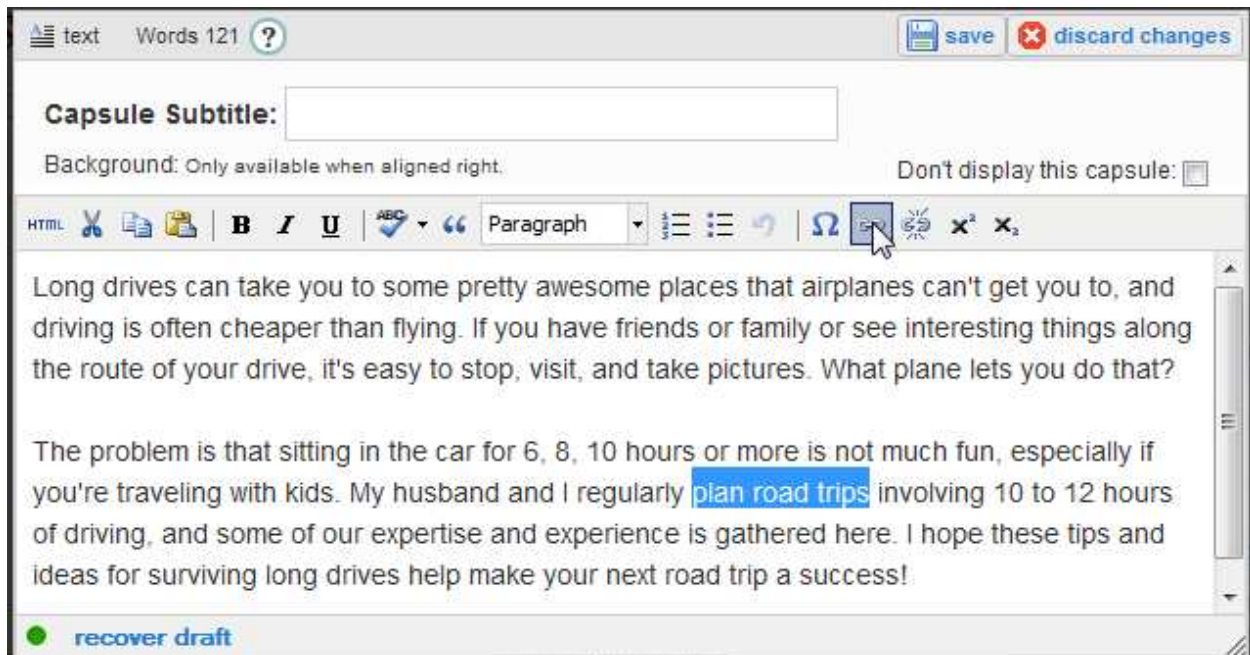 text Words 121 ? save discard changes
Capsule Subtitle:
Background: Only available when aligned right.
Don't display this capsule:
HTML B I U ABC “ Paragraph Ω x² x₂
Long drives can take you to some pretty awesome places that airplanes can't get you to, and
driving is often cheaper than flying. If you have friends or family or see interesting things along
the route of your drive, it's easy to stop, visit, and take pictures. What plane lets you do that?
The problem is that sitting in the car for 6, 8, 10 hours or more is not much fun, especially if
you're traveling with kids. My husband and I regularly plan road trips involving 10 to 12 hours
of driving, and some of our expertise and experience is gathered here. I hope these tips and
ideas for surviving long drives help make your next road trip a success!
recover draft